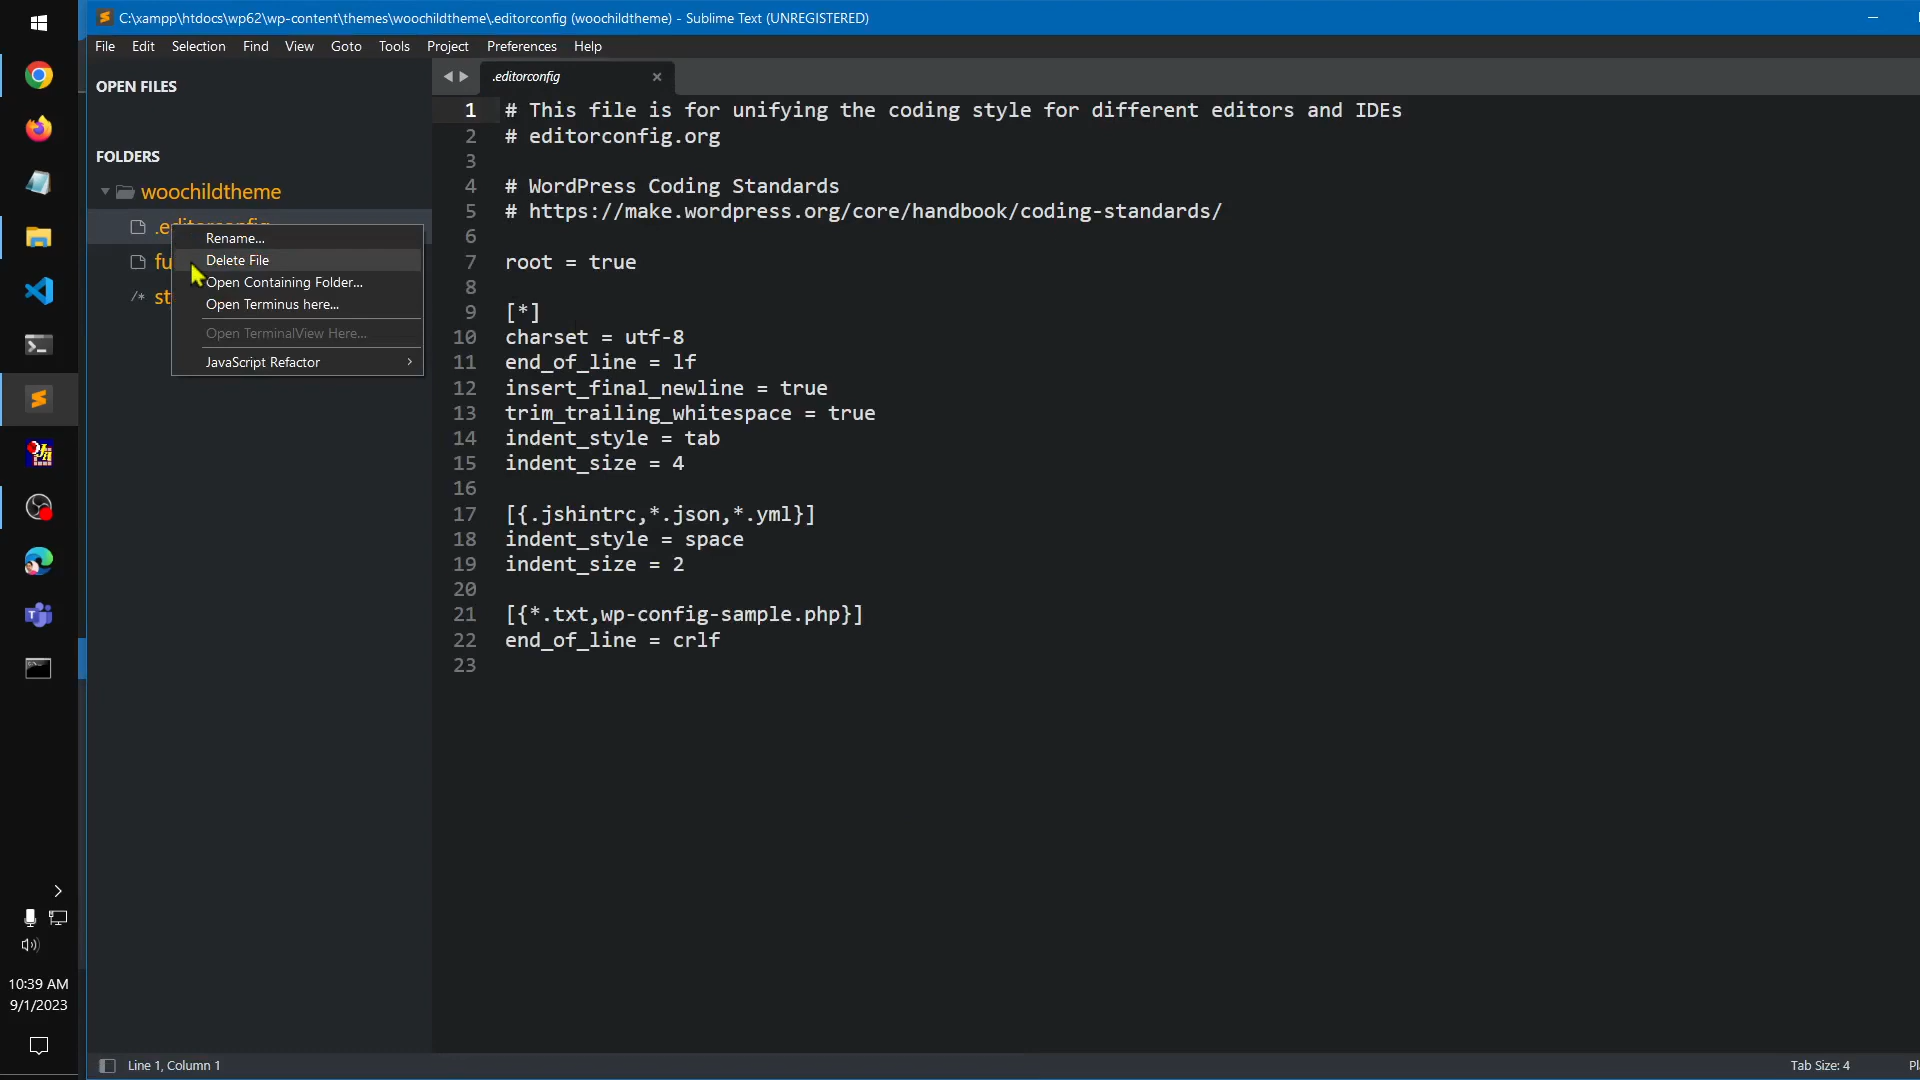 C:\xampp\htdocs\wp62\wp-content\themes\woochildtheme\.editorconfig (woochildtheme) - Sublime Text (UNREGISTERED)
File Edit Selection Find View Goto Tools Project Preferences Help
OPEN FILES
.editorconfig
FOLDERS
woochildtheme
Rename...
Delete File
Open Containing Folder...
Open Terminus here...
Open TerminalView Here...
JavaScript Refactor
fu
/* st
1 # This file is for unifying the coding style for different editors and IDEs
2 # editorconfig.org
3
4 # WordPress Coding Standards
5 # https://make.wordpress.org/core/handbook/coding-standards/
6
7 root = true
8
9 [*]
10 charset = utf-8
11 end_of_line = lf
12 insert_final_newline = true
13 trim_trailing_whitespace = true
14 indent_style = tab
15 indent_size = 4
16
17 [{.jshintrc,*.json,*.yml}]
18 indent_style = space
19 indent_size = 2
20
21 [{*.txt,wp-config-sample.php}]
22 end_of_line = crlf
23
10:39 AM
9/1/2023
Line 1, Column 1
Tab Size: 4